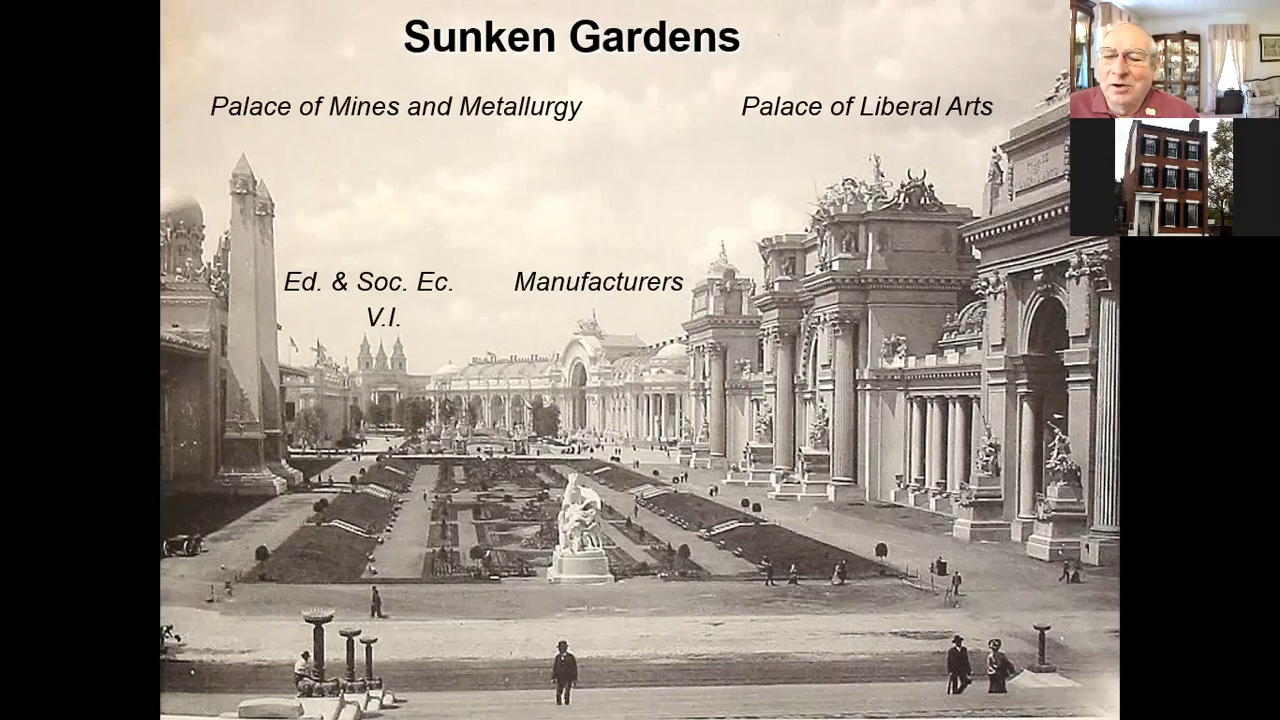 Sunken Gardens
Palace of Mines and Metallurgy
Palace of Liberal Arts
Ed. & Soc. Ec.
V.I.
Manufacturers